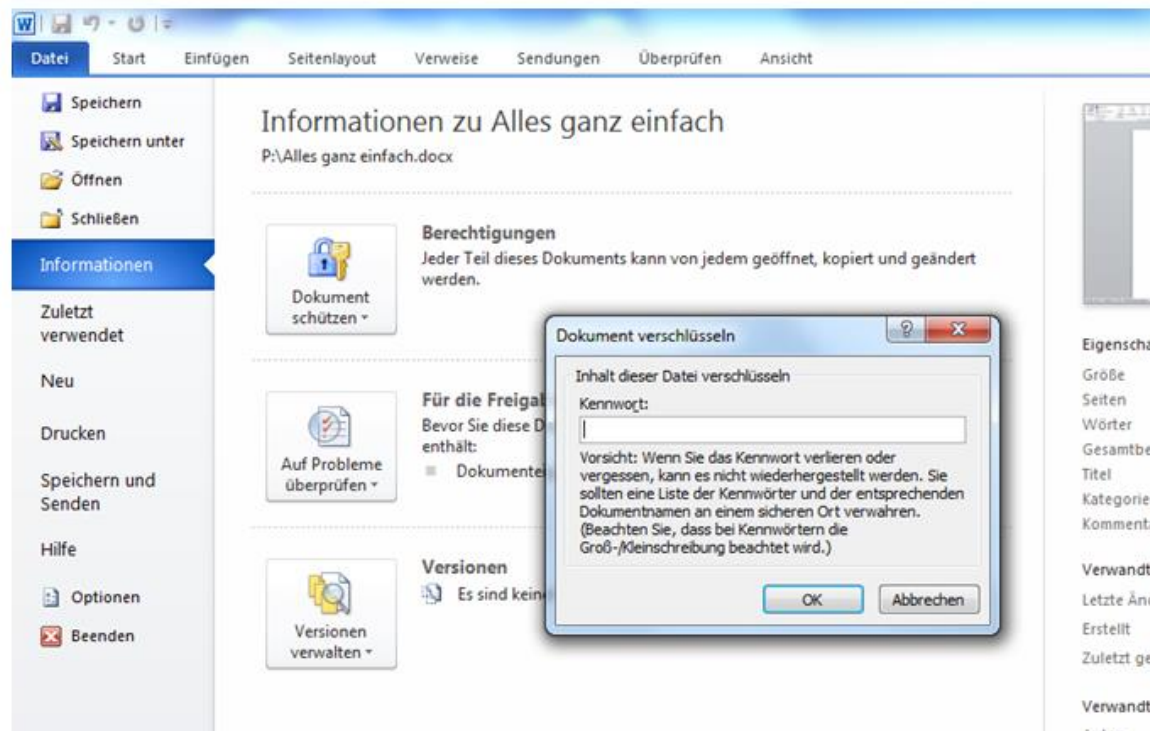 W
Datei Start Einfügen Seitenlayout Verweise Sendungen Überprüfen Ansicht
Speichern
Speichern unter
Öffnen
Schließen
Informationen
Zuletzt
verwendet
Neu
Drucken
Speichern und
Senden
Hilfe
Optionen
Beenden
Informationen zu Alles ganz einfach
P:\Alles ganz einfach.docx
Dokument
schützen
Berechtigungen
Jeder Teil dieses Dokuments kann von jedem geöffnet, kopiert und geändert
werden.
Auf Probleme
überprüfen
Für die Freigab
Bevor Sie diese D
enthält:
Dokumente
Versionen
verwalten
Versionen
Es sind kein
Dokument verschlüsseln
Inhalt dieser Datei verschlüsseln
Kennwort:
Vorsicht: Wenn Sie das Kennwort verlieren oder
vergessen, kann es nicht wiederhergestellt werden. Sie
sollten eine Liste der Kennwörter und der entsprechenden
Dokumentnamen an einem sicheren Ort verwahren.
(Beachten Sie, dass bei Kennwörtern die
Groß-/Kleinschreibung beachtet wird.)
OK Abbrechen
Eigenscha
Größe
Seiten
Wörter
Gesamtbe
Titel
Kategorie
Kommenta
Verwandt
Letzte Än
Erstellt
Zuletzt ge
Verwandt